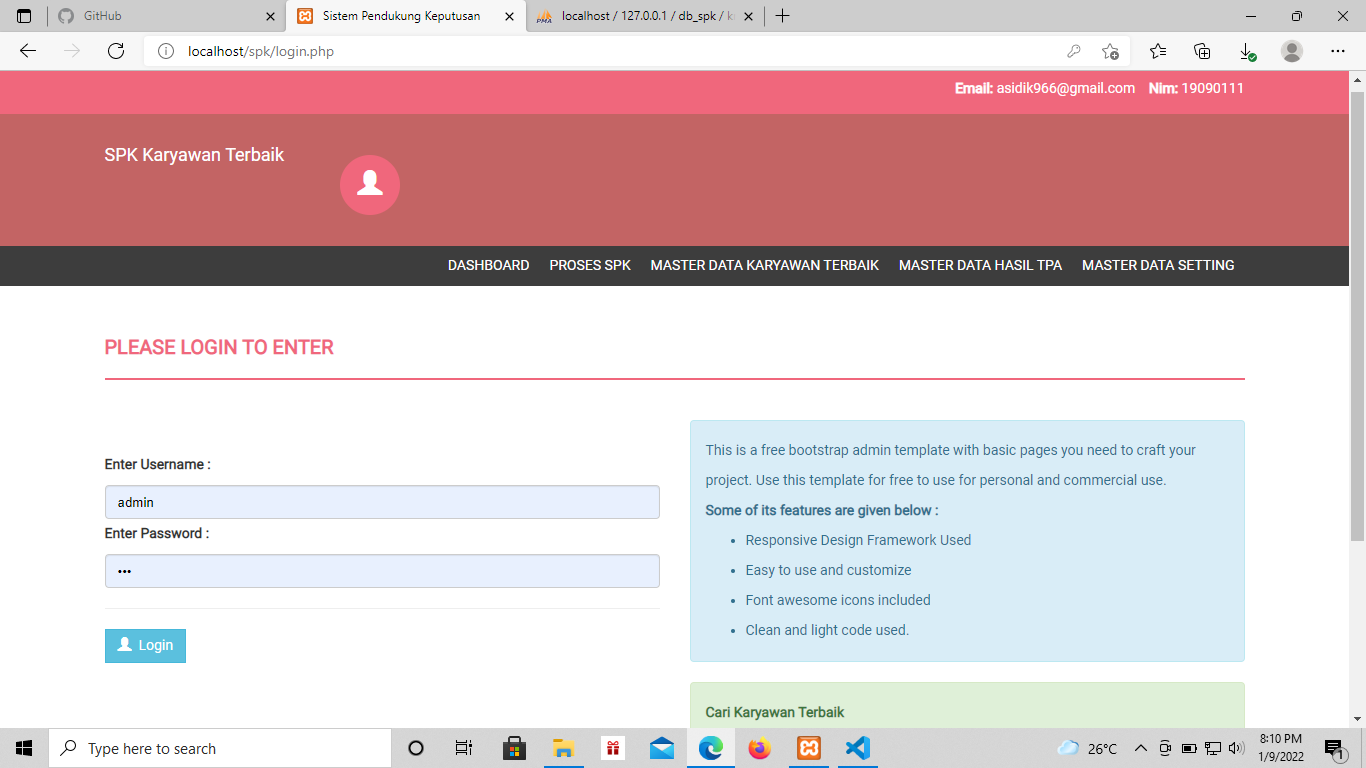 GitHub
Sistem Pendukung Keputusan
PMA
localhost / 127.0.0.1 / db_spk /
localhost/spk/login.php
Email: asidik966@gmail.com Nim: 19090111
SPK Karyawan Terbaik
DASHBOARD PROSES SPK MASTER DATA KARYAWAN TERBAIK MASTER DATA HASIL TPA MASTER DATA SETTING
PLEASE LOGIN TO ENTER
Enter Username :
admin
Enter Password :
•••
Login
This is a free bootstrap admin template with basic pages you need to craft your
project. Use this template for free to use for personal and commercial use.
Some of its features are given below :
• Responsive Design Framework Used
• Easy to use and customize
• Font awesome icons included
• Clean and light code used.
Cari Karyawan Terbaik
Type here to search
26°C
8:10 PM
1/9/2022
1